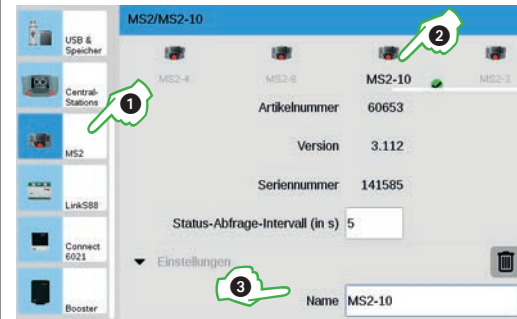 MS2/MS2-10
USB &
Speicher
Central-
Stations
MS2
LinkS88
Connect
6021
Booster
2
MS2-4
MS2-8
MS2-10
MS2-3
1
Artikelnummer 60653
Version 3.112
Seriennummer 141585
Status-Abfrage-Intervall (in s) 5
Einstellungen
3
Name MS2-10